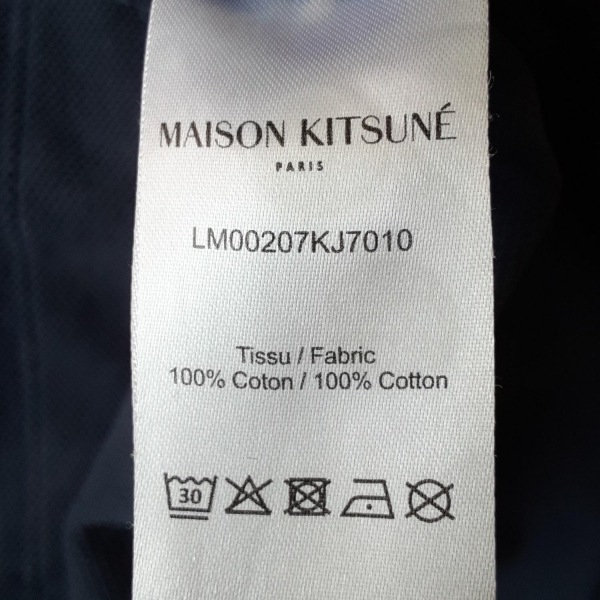 MAISON KITSUNÉ
PARIS
LM00207KJ7010
Tissu / Fabric
100% Coton / 100% Cotton
30